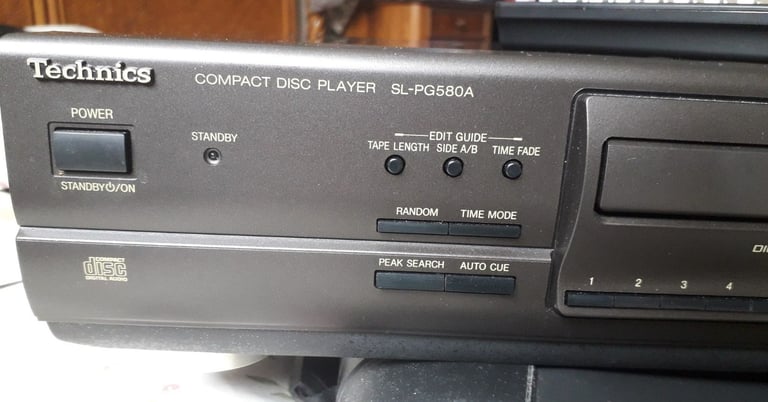 Technics
COMPACT DISC PLAYER SL-PG580A
POWER
STANDBY⏻/ON
STANDBY
EDIT GUIDE
TAPE LENGTH SIDE A/B TIME FADE
RANDOM TIME MODE
PEAK SEARCH AUTO CUE
COMPACT
disc
DIGITAL AUDIO
1 2 3 4